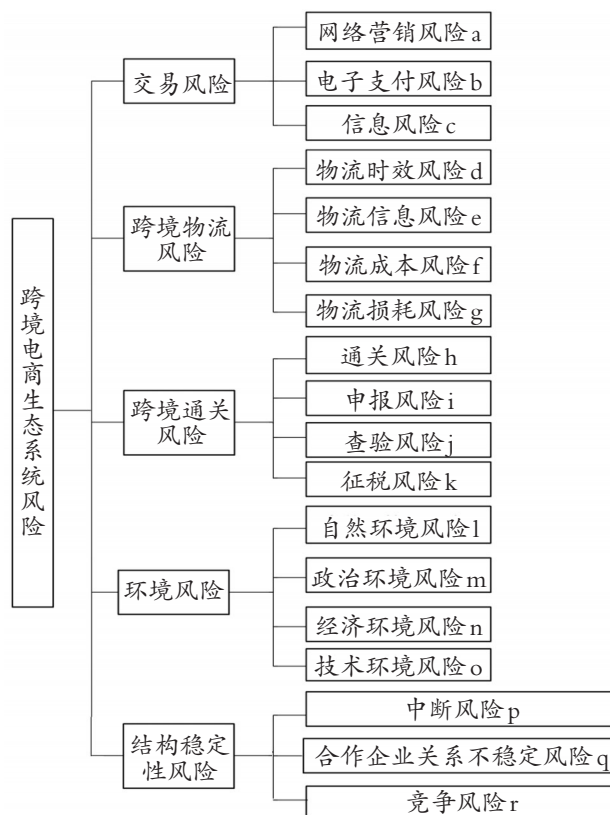 跨境电商生态系统风险
交易风险
网络营销风险a
电子支付风险b
信息风险c
跨境物流
风险
物流时效风险d
物流信息风险e
物流成本风险f
物流损耗风险g
跨境通关
风险
通关风险h
申报风险i
查验风险j
征税风险k
环境风险
自然环境风险l
政治环境风险m
经济环境风险n
技术环境风险o
结构稳定
性风险
中断风险p
合作企业关系不稳定风险q
竞争风险r